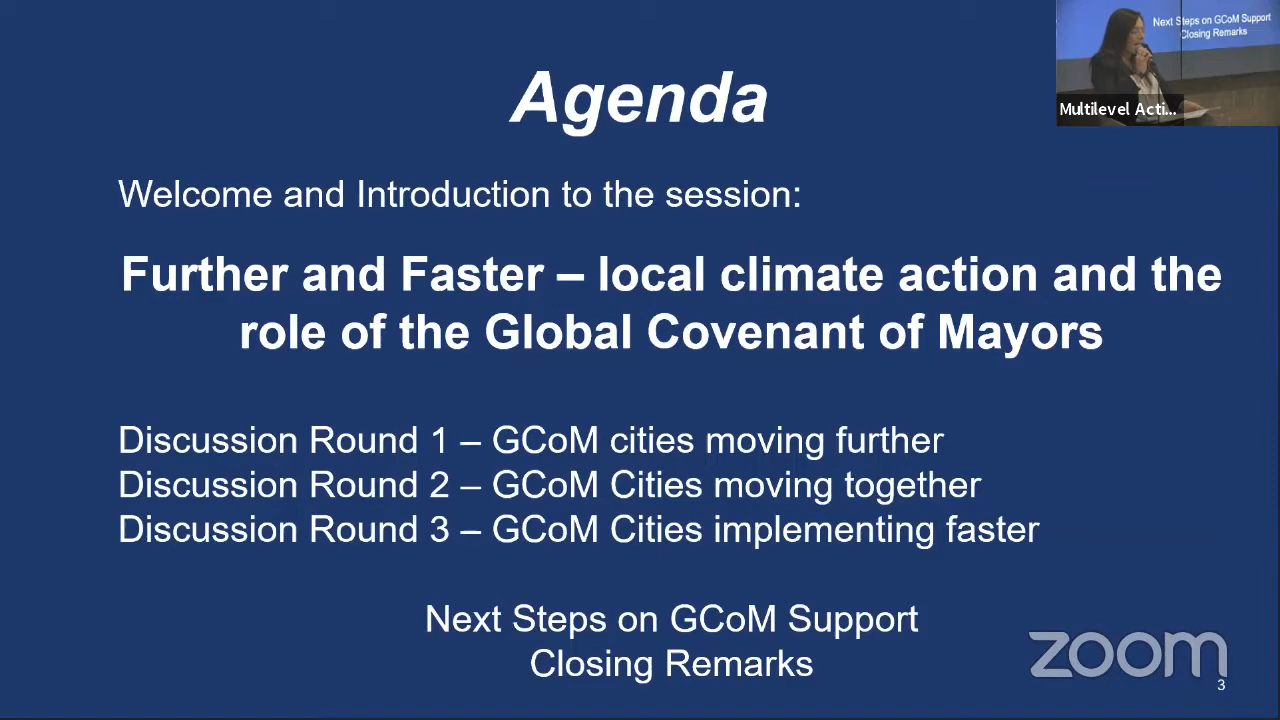 Agenda
Next Steps on GCoM Support
Closing Remarks
Multilevel Acti...
Welcome and Introduction to the session:
Further and Faster – local climate action and the
role of the Global Covenant of Mayors
Discussion Round 1 – GCoM cities moving further
Discussion Round 2 – GCoM Cities moving together
Discussion Round 3 – GCoM Cities implementing faster
Next Steps on GCoM Support
Closing Remarks
zoom
3